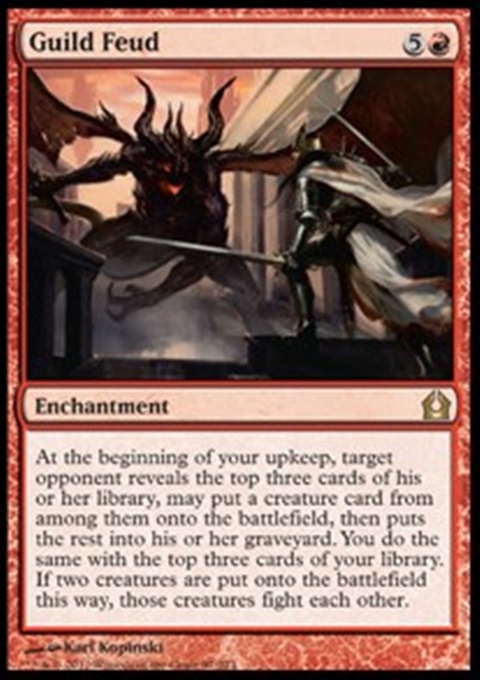 Guild Feud 5
Enchantment
At the beginning of your upkeep, target
opponent reveals the top three cards of his
or her library, may put a creature card from
among them onto the battlefield, then puts
the rest into his or her graveyard. You do the
same with the top three cards of your library.
If two creatures are put onto the battlefield
this way, those creatures fight each other.
Karl Kopinski